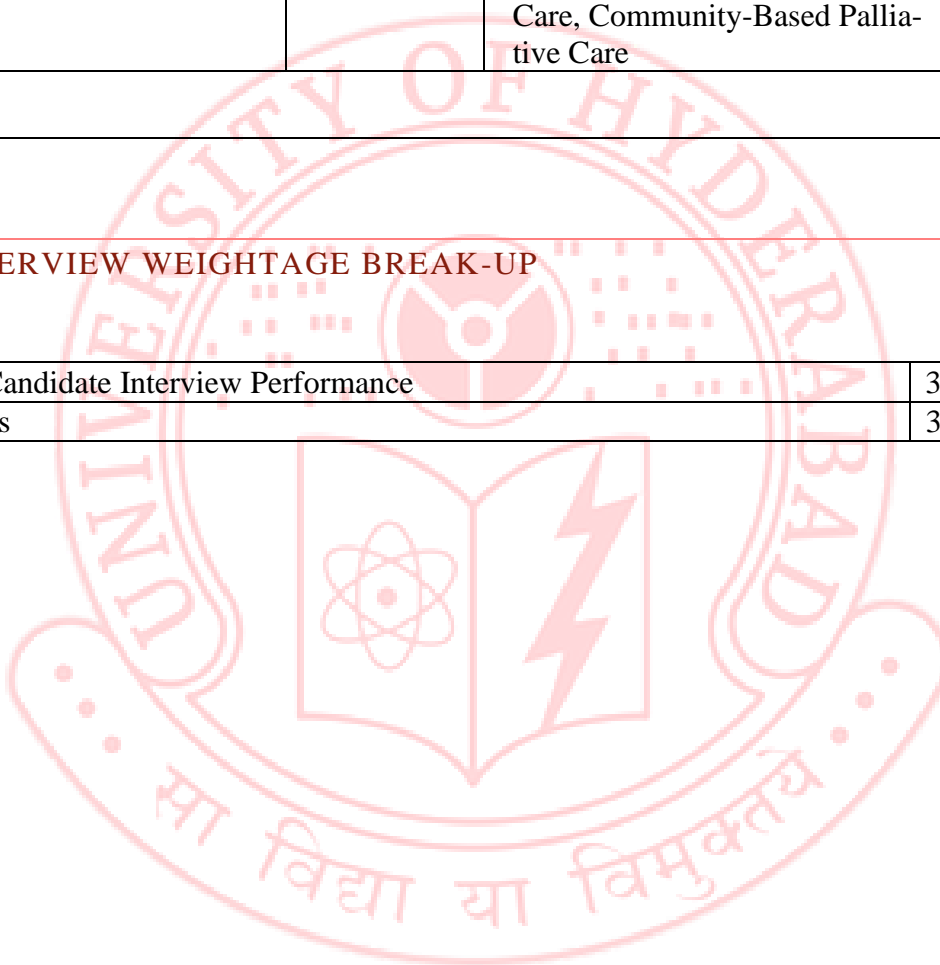 Care, Community-Based Pallia-
tive Care
UNIVERSITY OF HYDERABAD
ERVIEW WEIGHTAGE BREAK-UP
Candidate Interview Performance 3
s 3
सा विद्या या विमुक्तये